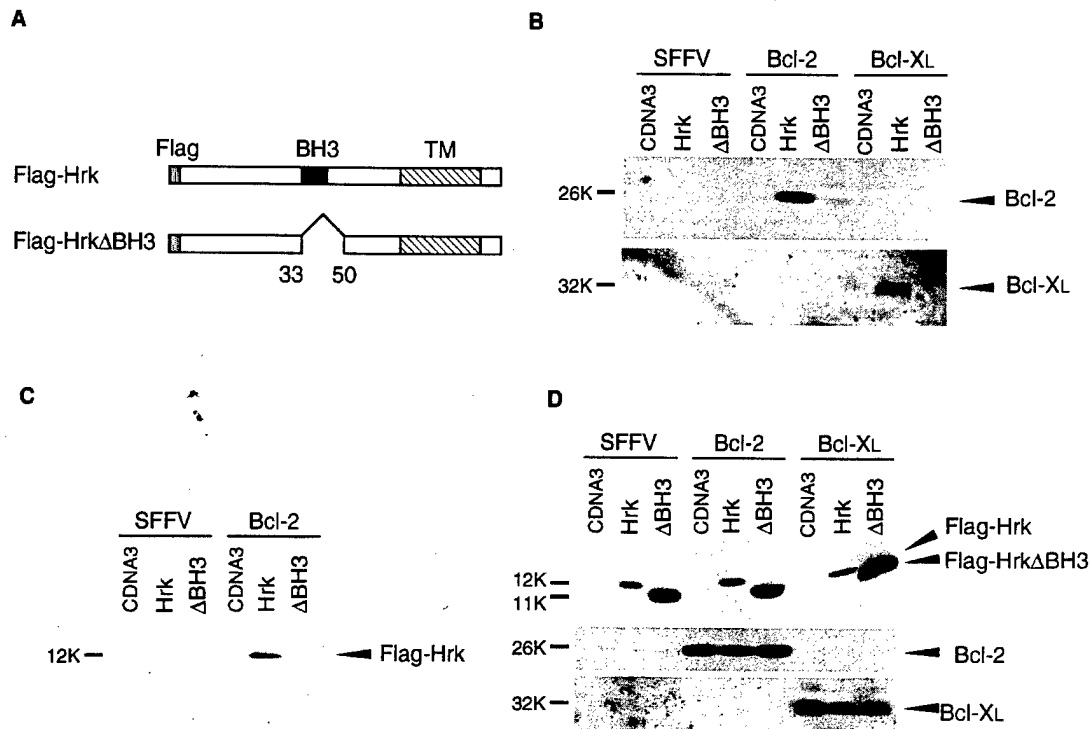 A
Flag
BH3
TM
Flag-Hrk
Flag-HrkΔBH3
33
50
B
SFFV
Bcl-2
Bcl-XL
CDNA3
Hrk
ΔBH3
CDNA3
Hrk
ΔBH3
CDNA3
Hrk
ΔBH3
26K
Bcl-2
32K
Bcl-XL
C
SFFV
Bcl-2
CDNA3
Hrk
ΔBH3
CDNA3
Hrk
ΔBH3
12K
Flag-Hrk
D
SFFV
Bcl-2
Bcl-XL
CDNA3
Hrk
ΔBH3
CDNA3
Hrk
ΔBH3
CDNA3
Hrk
ΔBH3
Flag-Hrk
Flag-HrkΔBH3
12K
11K
26K
Bcl-2
32K
Bcl-XL